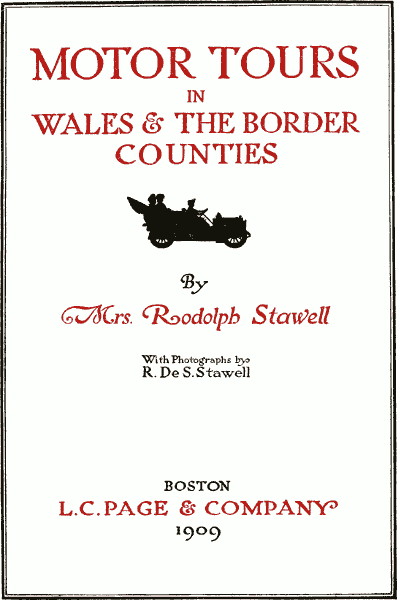 MOTOR TOURS
IN
WALES & THE BORDER
COUNTIES
By
Mrs. Rodolph Stawell
With Photographs by
R. De S. Stawell
BOSTON
L. C. PAGE & COMPANY
1909